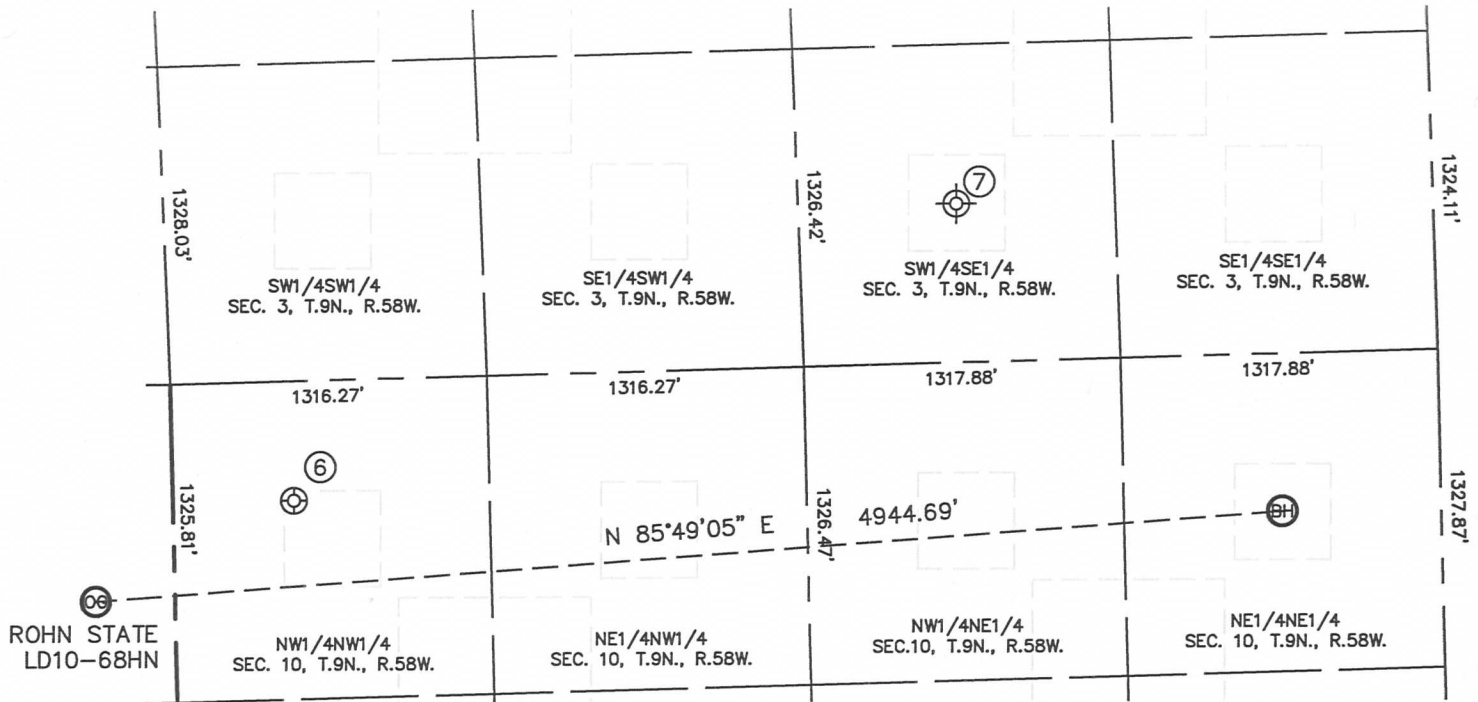 7
1328.03'
1326.42'
1324.11'
SW1/4SW1/4
SEC. 3, T.9N., R.58W.
SE1/4SW1/4
SEC. 3, T.9N., R.58W.
SW1/4SE1/4
SEC. 3, T.9N., R.58W.
SE1/4SE1/4
SEC. 3, T.9N., R.58W.
1316.27'
1316.27'
1317.88'
1317.88'
6
1325.81'
1326.47'
1327.87'
N 85°49'05" E
4944.69'
BH
OG
ROHN STATE
LD10-68HN
NW1/4NW1/4
SEC. 10, T.9N., R.58W.
NE1/4NW1/4
SEC. 10, T.9N., R.58W.
NW1/4NE1/4
SEC.10, T.9N., R.58W.
NE1/4NE1/4
SEC. 10, T.9N., R.58W.